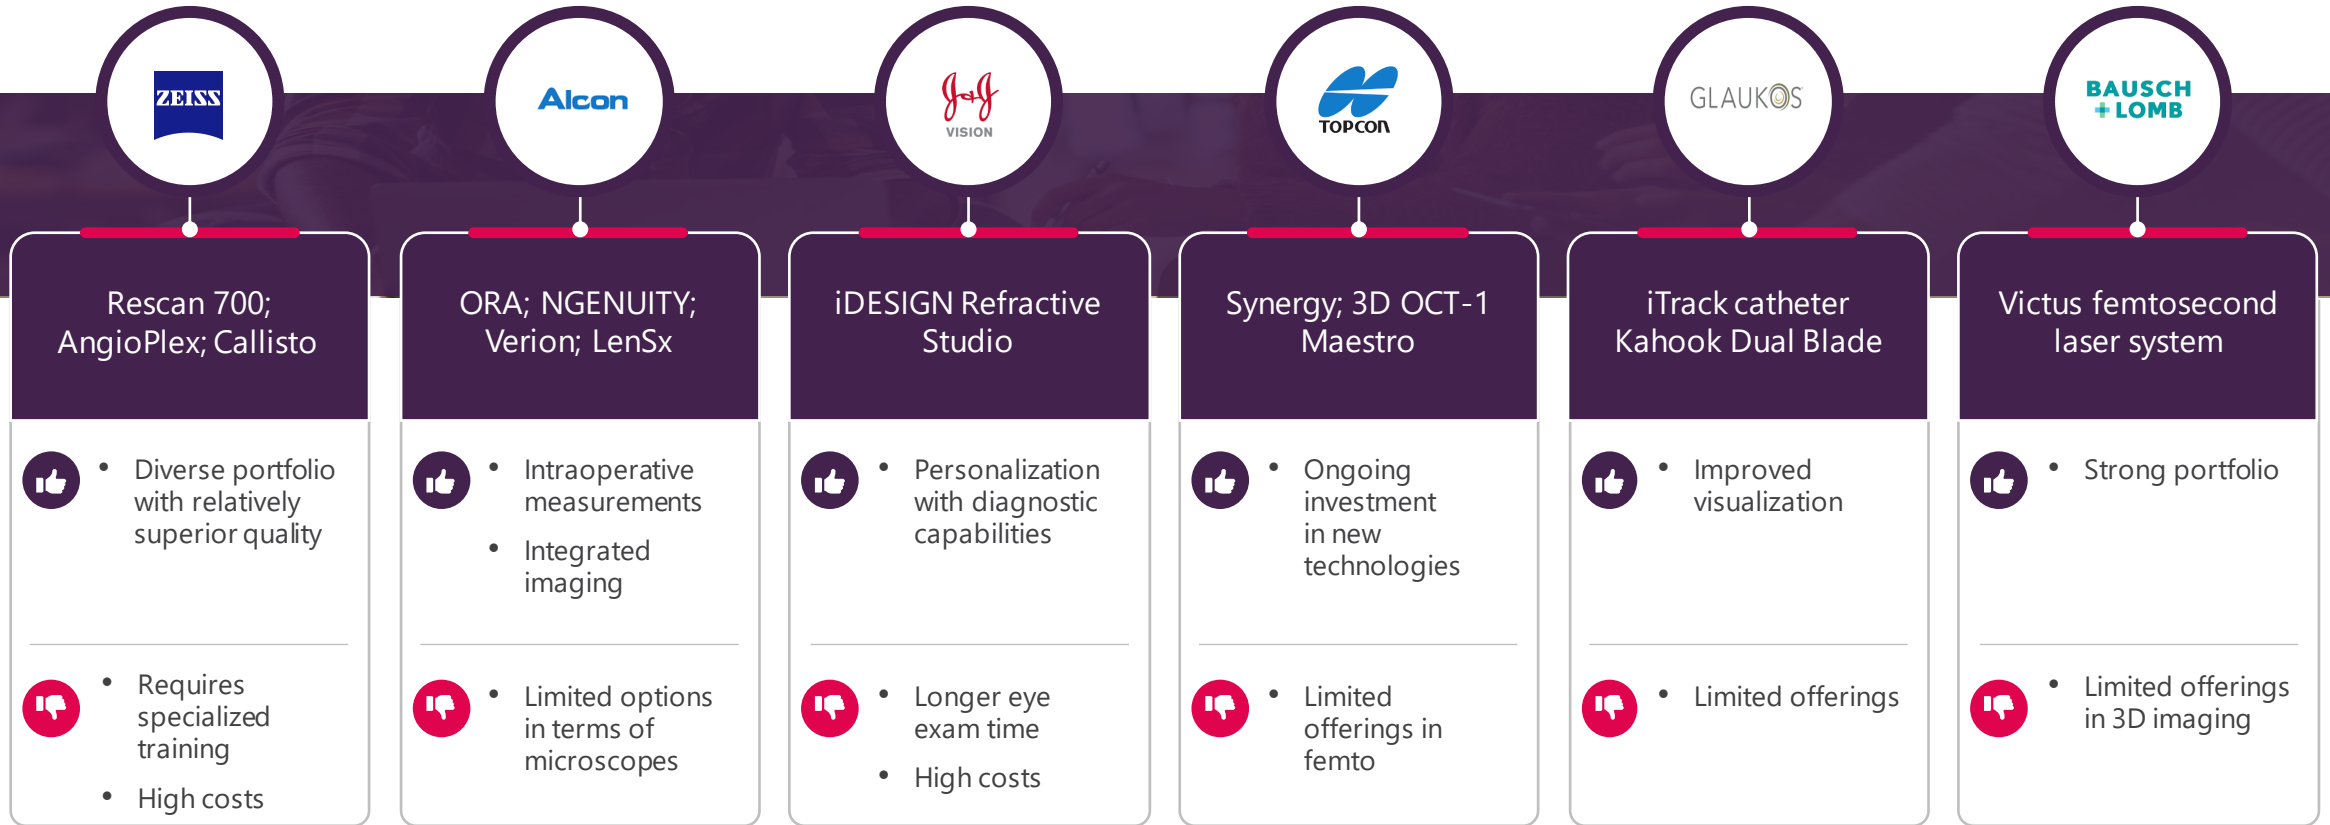 ZEISS
Alcon
J&J
VISION
TOPCON
GLAUKOS
BAUSCH
+ LOMB
Rescan 700;
AngioPlex; Callisto
ORA; NGENUITY;
Verion; LenSx
iDESIGN Refractive
Studio
Synergy; 3D OCT-1
Maestro
iTrack catheter
Kahook Dual Blade
Victus femtosecond
laser system
• Diverse portfolio
with relatively
superior quality
• Intraoperative
measurements
• Integrated
imaging
• Personalization
with diagnostic
capabilities
• Ongoing
investment
in new
technologies
• Improved
visualization
• Strong portfolio
• Requires
specialized
training
• High costs
• Limited options
in terms of
microscopes
• Longer eye
exam time
• High costs
• Limited
offerings in
femto
• Limited offerings
• Limited offerings
in 3D imaging